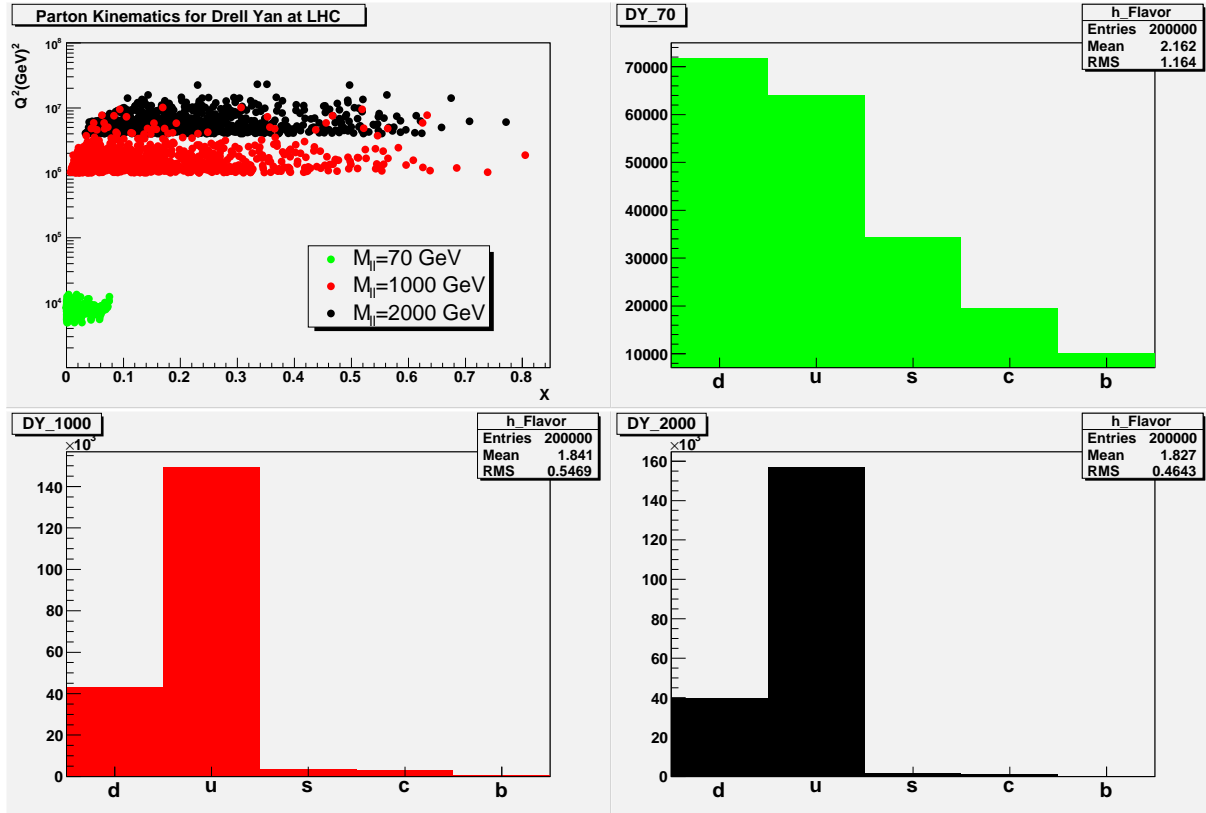 Parton Kinematics for Drell Yan at LHC
Q²(GeV)²
10⁸
10⁷
10⁶
10⁵
10⁴
M_ll=70 GeV
M_ll=1000 GeV
M_ll=2000 GeV
0 0.1 0.2 0.3 0.4 0.5 0.6 0.7 0.8
X
DY_70
h_Flavor
Entries 200000
Mean 2.162
RMS 1.164
70000
60000
50000
40000
30000
20000
10000
d u s c b
DY_1000
×10³
h_Flavor
Entries 200000
Mean 1.841
RMS 0.5469
140
120
100
80
60
40
20
0
d u s c b
DY_2000
×10³
h_Flavor
Entries 200000
Mean 1.827
RMS 0.4643
160
140
120
100
80
60
40
20
0
d u s c b